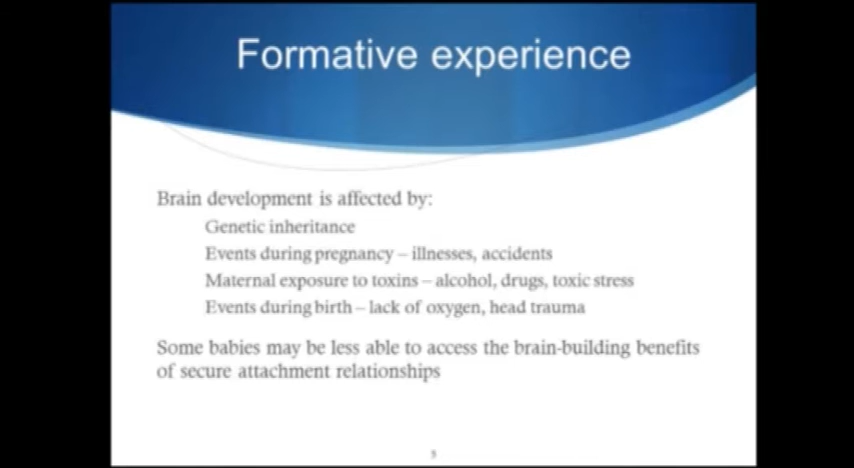 Formative experience
Brain development is affected by:
Genetic inheritance
Events during pregnancy – illnesses, accidents
Maternal exposure to toxins – alcohol, drugs, toxic stress
Events during birth – lack of oxygen, head trauma
Some babies may be less able to access the brain-building benefits
of secure attachment relationships